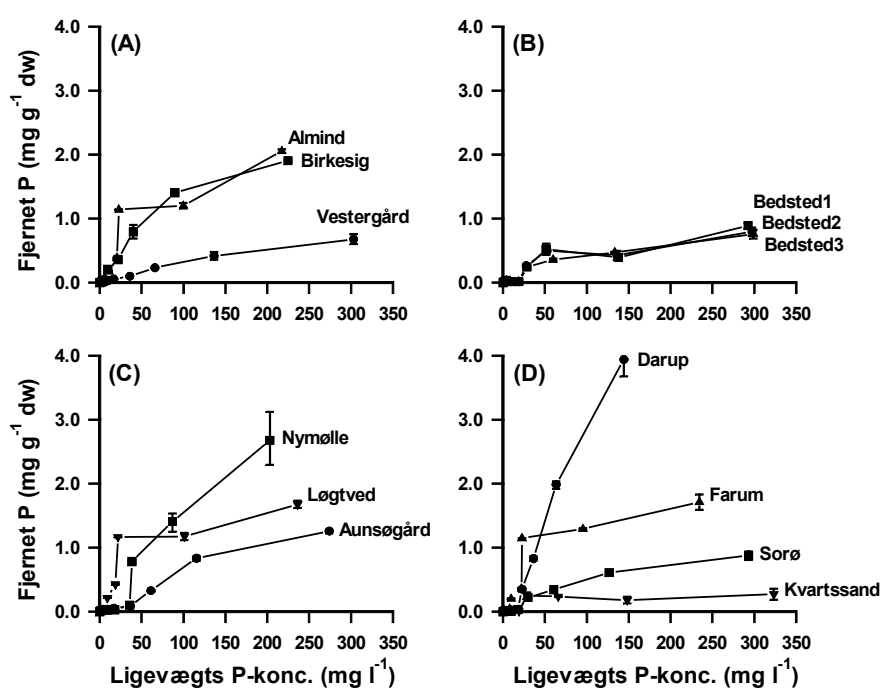 (A)
4.0
3.0
2.0
1.0
0.0
Fjernet P (mg g⁻¹ dw)
Almind
Birkesig
Vestergård
0 50 100 150 200 250 300 350
(B)
4.0
3.0
2.0
1.0
0.0
Bedsted1
Bedsted2
Bedsted3
0 50 100 150 200 250 300 350
(C)
4.0
3.0
2.0
1.0
0.0
Fjernet P (mg g⁻¹ dw)
Nymølle
Løgtved
Aunsøgård
0 50 100 150 200 250 300 350
Ligevægts P-konc. (mg l⁻¹)
(D)
4.0
3.0
2.0
1.0
0.0
Darup
Farum
Sorø
Kvartssand
0 50 100 150 200 250 300 350
Ligevægts P-konc. (mg l⁻¹)